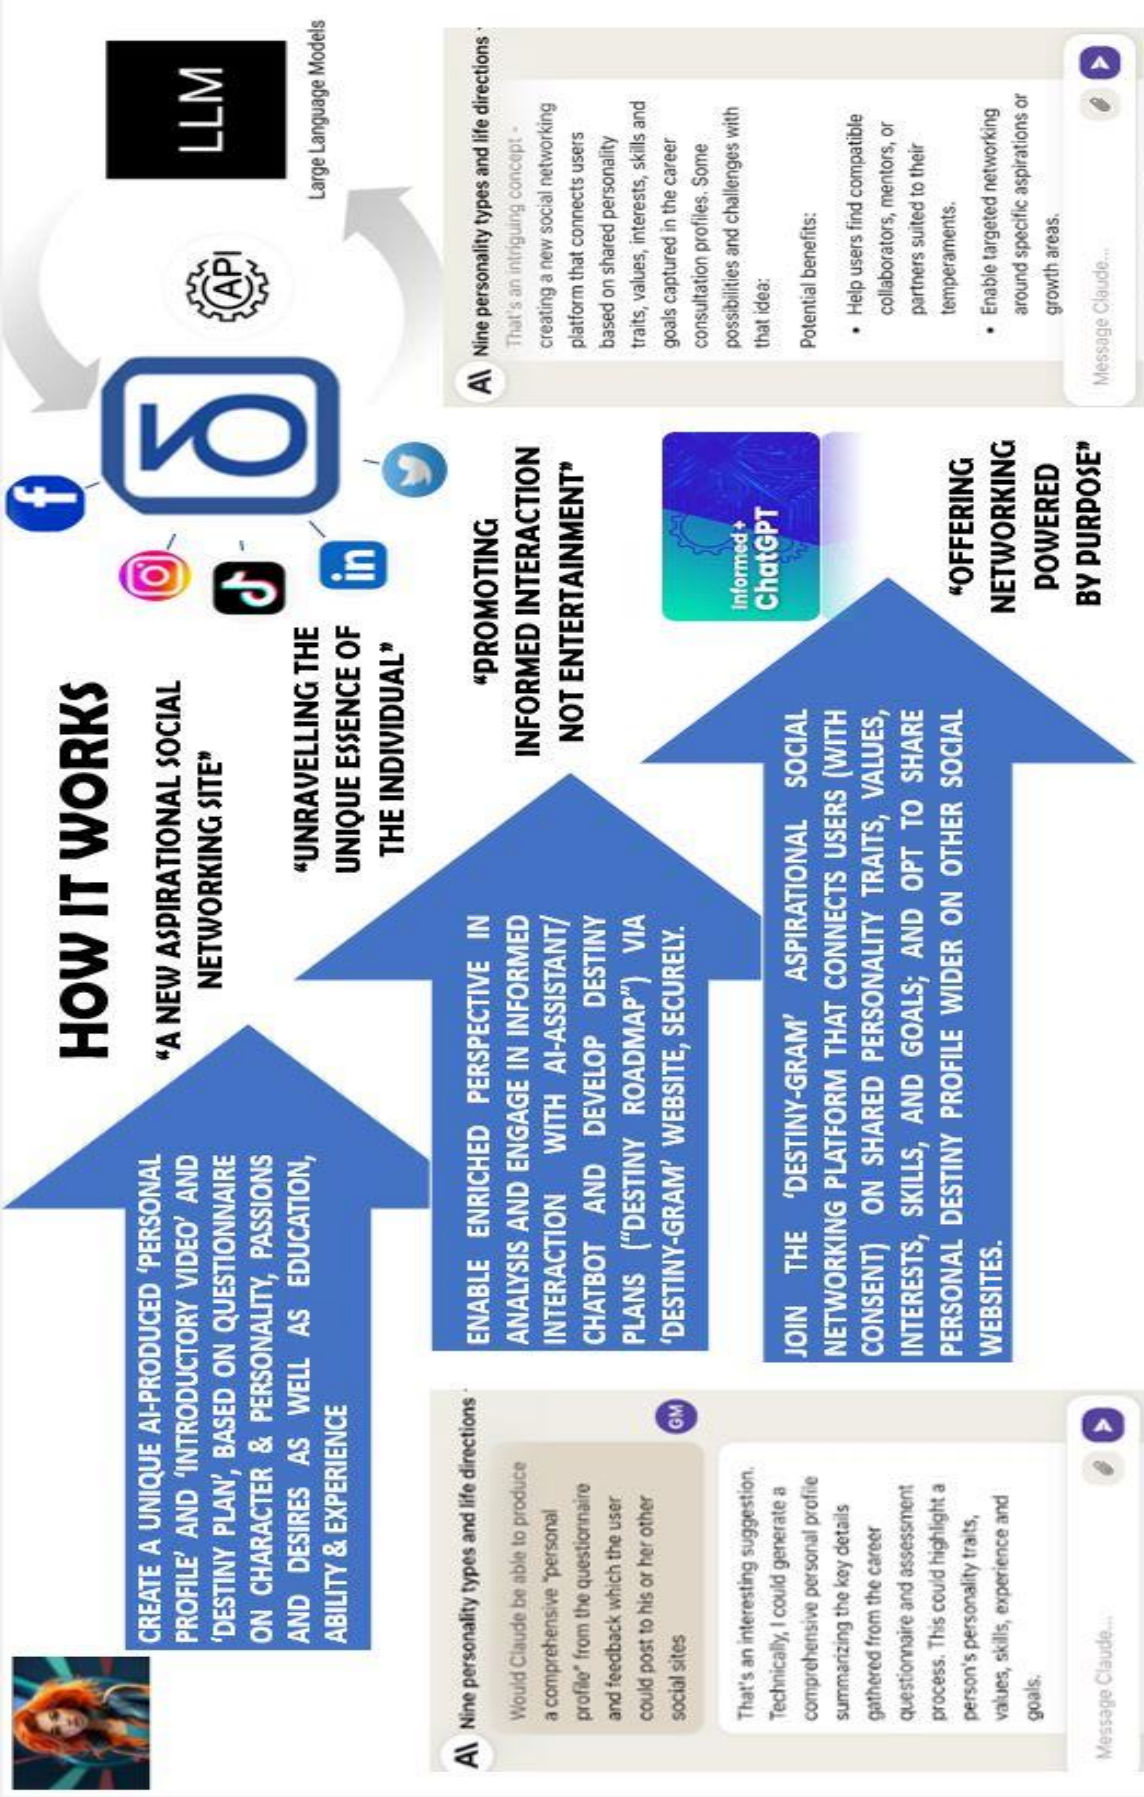 HOW IT WORKS
“A NEW ASPIRATIONAL SOCIAL
NETWORKING SITE”
“UNRAVELLING THE
UNIQUE ESSENCE OF
THE INDIVIDUAL”
CREATE A UNIQUE AI-PRODUCED ‘PERSONAL
PROFILE’ AND ‘INTRODUCTORY VIDEO’ AND
‘DESTINY PLAN’, BASED ON QUESTIONNAIRE
ON CHARACTER & PERSONALITY, PASSIONS
AND DESIRES AS WELL AS EDUCATION,
ABILITY & EXPERIENCE
f
in
API
LLM
Large Language Models
“PROMOTING
INFORMED INTERACTION
NOT ENTERTAINMENT”
ENABLE ENRICHED PERSPECTIVE IN
ANALYSIS AND ENGAGE IN INFORMED
INTERACTION WITH AI-ASSISTANT/
CHATBOT AND DEVELOP DESTINY
PLANS (“DESTINY ROADMAP”) VIA
‘DESTINY-GRAM’ WEBSITE, SECURELY.
Informed+
ChatGPT
“OFFERING
NETWORKING
POWERED
BY PURPOSE”
JOIN THE ‘DESTINY-GRAM’ ASPIRATIONAL SOCIAL
NETWORKING PLATFORM THAT CONNECTS USERS (WITH
CONSENT) ON SHARED PERSONALITY TRAITS, VALUES,
INTERESTS, SKILLS, AND GOALS; AND OPT TO SHARE
PERSONAL DESTINY PROFILE WIDER ON OTHER SOCIAL
WEBSITES.
A\ Nine personality types and life directions
Would Claude be able to produce
a comprehensive "personal
profile" from the questionnaire
and feedback which the user
could post to his or her other
social sites
GM
That's an interesting suggestion.
Technically, I could generate a
comprehensive personal profile
summarizing the key details
gathered from the career
questionnaire and assessment
process. This could highlight a
person's personality traits,
values, skills, experience and
goals.
Message Claude...
A\ Nine personality types and life directions
That's an intriguing concept -
creating a new social networking
platform that connects users
based on shared personality
traits, values, interests, skills and
goals captured in the career
consultation profiles. Some
possibilities and challenges with
that idea:
Potential benefits:
• Help users find compatible
collaborators, mentors, or
partners suited to their
temperaments.
• Enable targeted networking
around specific aspirations or
growth areas.
Message Claude...